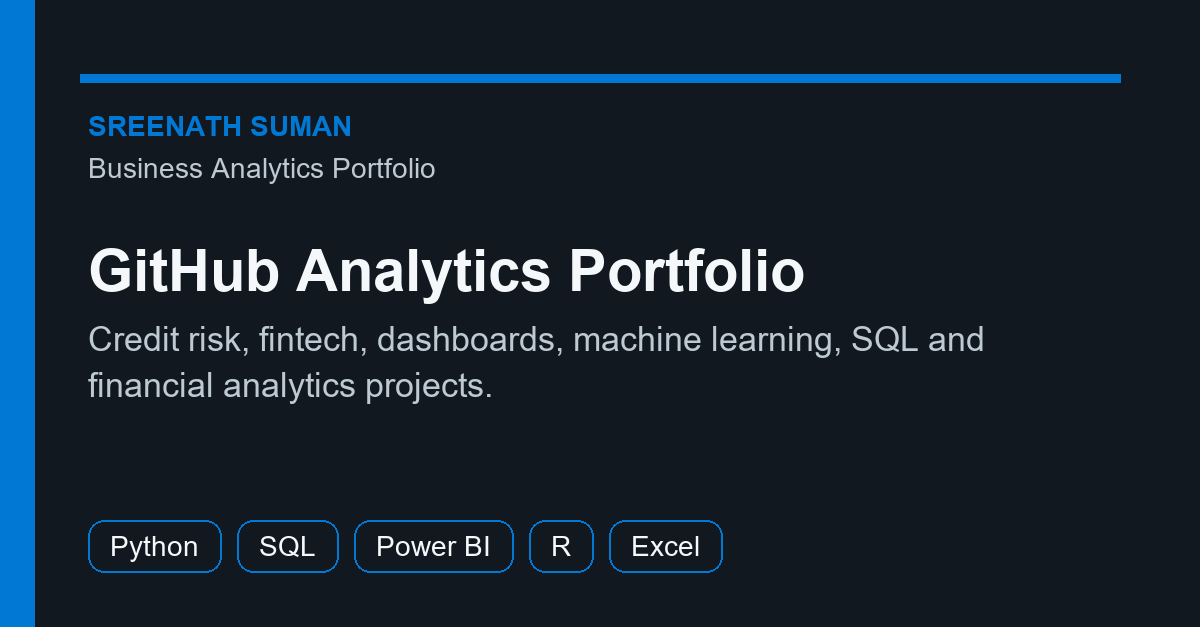 SREENATH SUMAN
Business Analytics Portfolio
GitHub Analytics Portfolio
Credit risk, fintech, dashboards, machine learning, SQL and
financial analytics projects.
Python SQL Power BI R Excel